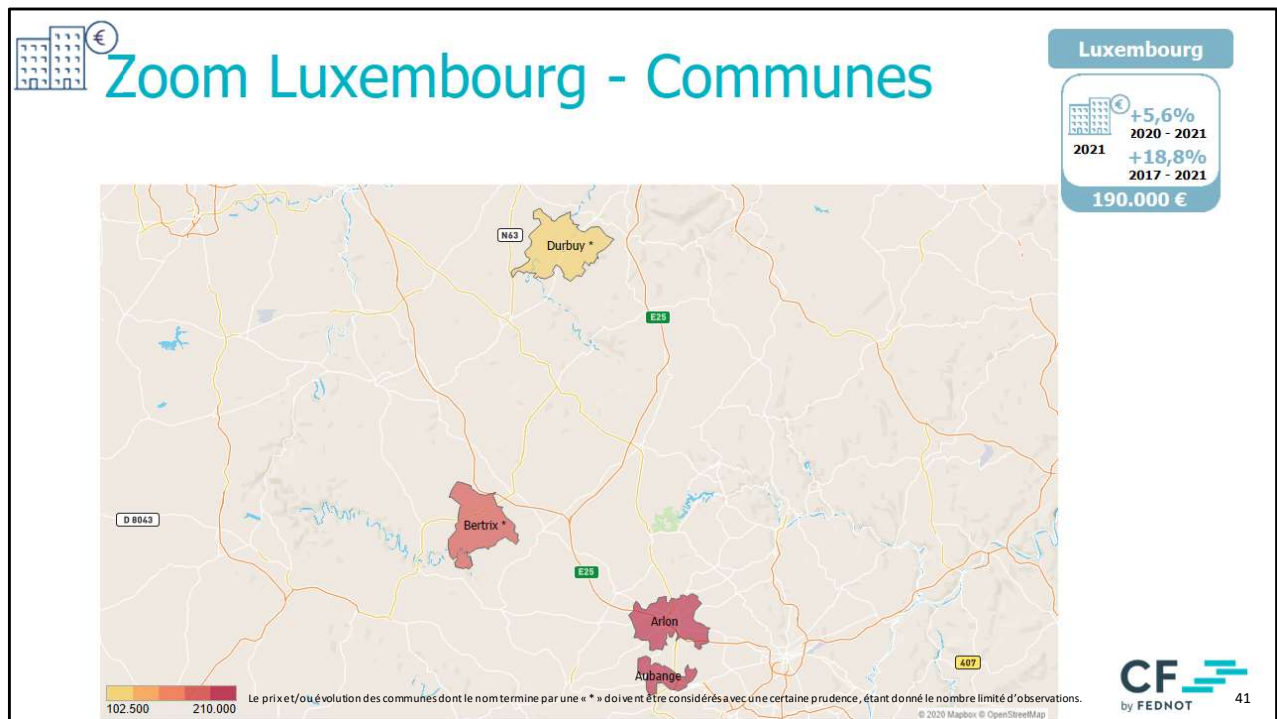 €
Zoom Luxembourg - Communes
Luxembourg
€
+5,6%
2020 - 2021
2021
+18,8%
2017 - 2021
190.000 €
N63
Durbuy *
E25
D 8043
Bertrix *
E25
Arlon
Aubange
407
102.500 210.000
Le prix et/ou évolution des communes dont le nom termine par une « * » doivent être considérés avec une certaine prudence, étant donné le nombre limité d'observations.
© 2020 Mapbox © OpenStreetMap
CF
by FEDNOT
41